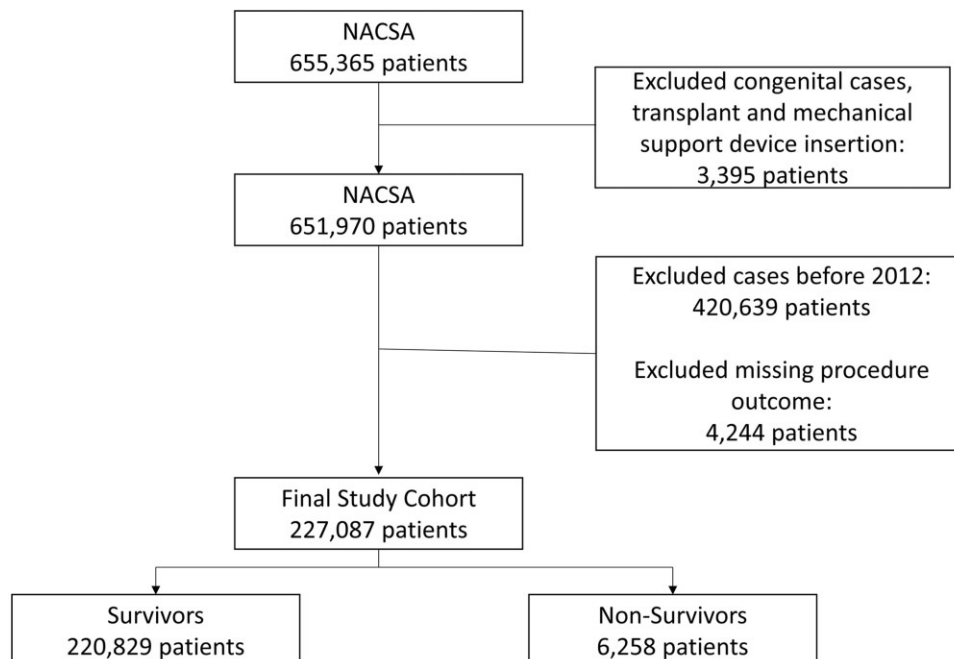 NACSA
655,365 patients
Excluded congenital cases,
transplant and mechanical
support device insertion:
3,395 patients
NACSA
651,970 patients
Excluded cases before 2012:
420,639 patients
Excluded missing procedure
outcome:
4,244 patients
Final Study Cohort
227,087 patients
Survivors
220,829 patients
Non-Survivors
6,258 patients